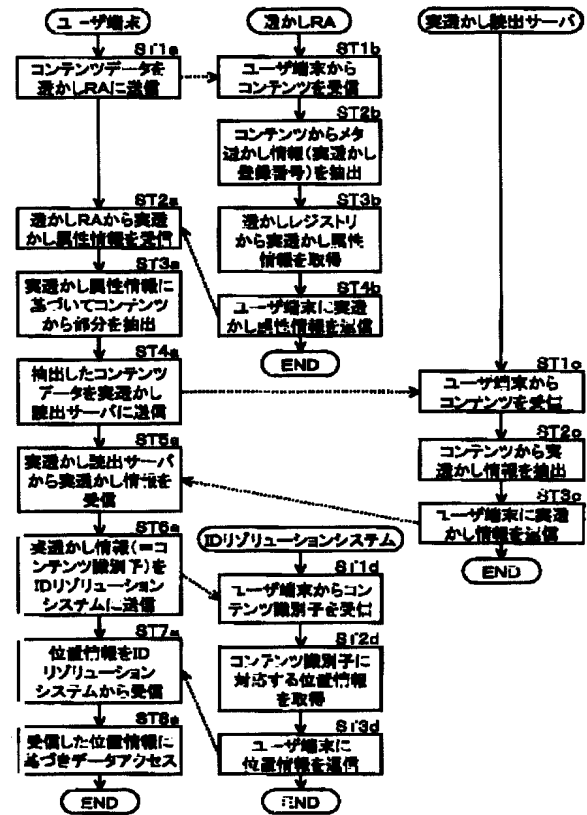 ユーザ端末
ST1a
コンテンツデータを
透かしRAに送信
ST2a
透かしRAから実透
かし属性情報を受信
ST3a
実透かし属性情報に
基づいてコンテンツ
から部分を抽出
ST4a
抽出したコンテンツ
データを実透かし
読出サーバに送信
ST5a
実透かし読出サーバ
から実透かし情報を
受信
ST6a
実透かし情報(=コ
ンテンツ識別子)を
IDリゾリューション
システムに送信
ST7a
位置情報をID
リゾリューション
システムから受信
ST8a
受信した位置情報に
基づきデータアクセス
END
透かしRA
ST1b
ユーザ端末から
コンテンツを受信
ST2b
コンテンツからメタ
透かし情報(実透かし
登録番号)を抽出
ST3b
透かしレジストリ
から実透かし属性
情報を取得
ST4b
ユーザ端末に実透
かし属性情報を返信
END
IDリゾリューションシステム
ST1d
ユーザ端末からコン
テンツ識別子を受信
ST2d
コンテンツ識別子に
対応する位置情報
を取得
ST3d
ユーザ端末に
位置情報を返信
END
実透かし読出サーバ
ST1c
ユーザ端末から
コンテンツを受信
ST2c
コンテンツから実
透かし情報を抽出
ST3c
ユーザ端末に実透
かし情報を返信
END